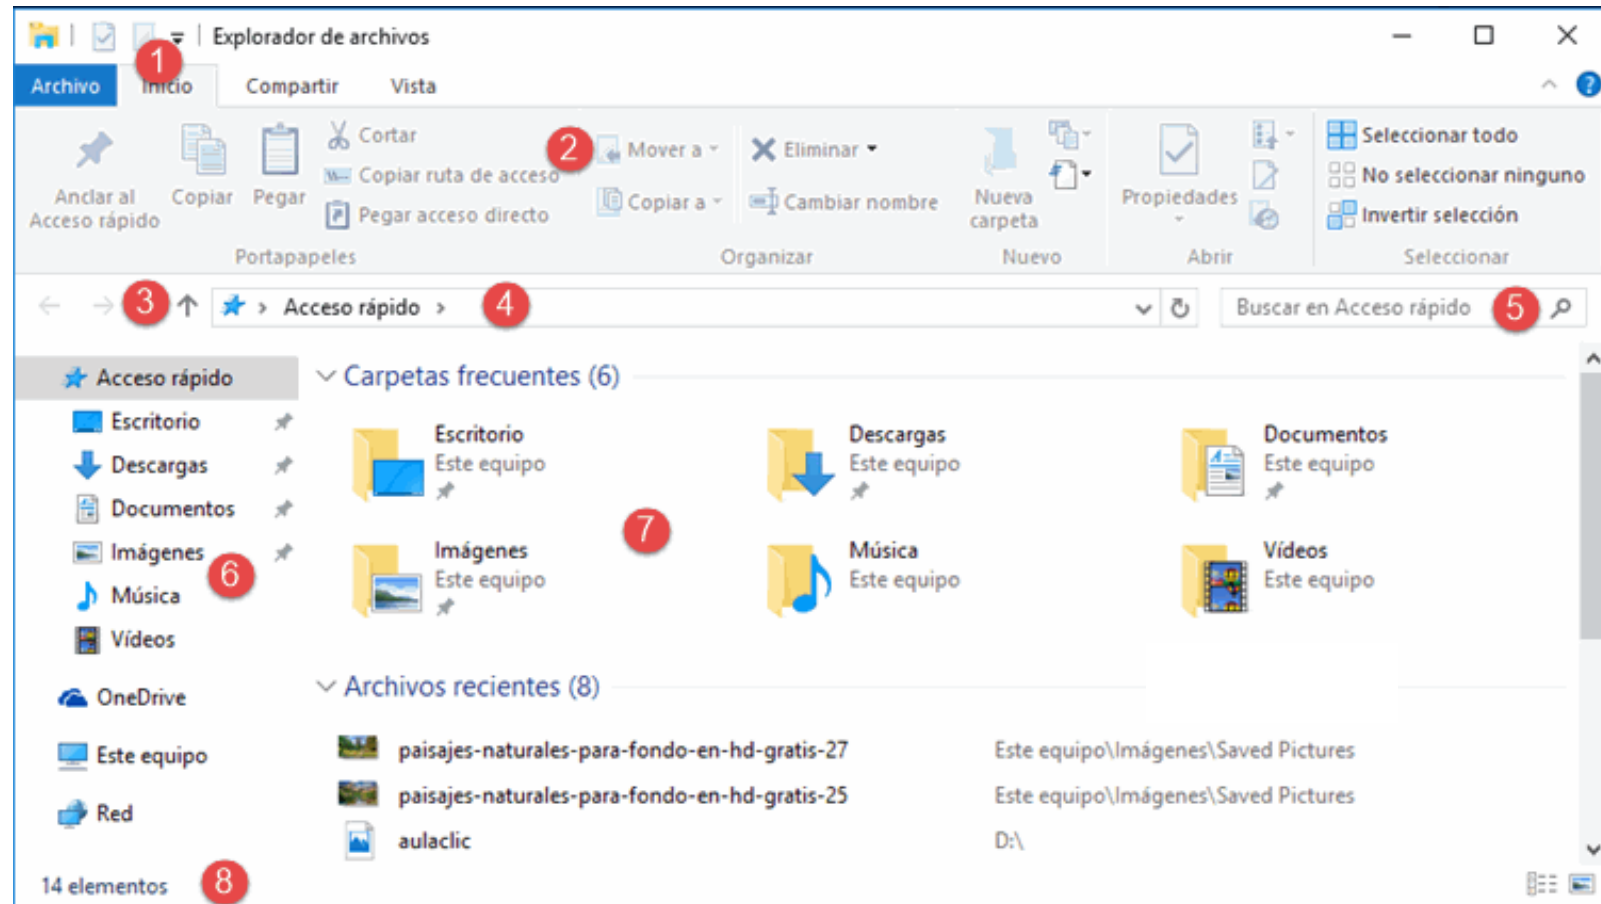 Explorador de archivos
1
Archivo Inicio Compartir Vista
Anclar al Acceso rápido
Copiar
Pegar
Cortar
Copiar ruta de acceso
Pegar acceso directo
Portapapeles
2
Mover a
Copiar a
Eliminar
Cambiar nombre
Organizar
Nueva carpeta
Nuevo
Propiedades
Abrir
Seleccionar todo
No seleccionar ninguno
Invertir selección
Seleccionar
3
Acceso rápido
4
Buscar en Acceso rápido
5
Acceso rápido
Escritorio
Descargas
Documentos
Imágenes
6
Música
Vídeos
OneDrive
Este equipo
Red
Carpetas frecuentes (6)
Escritorio
Este equipo
Descargas
Este equipo
Documentos
Este equipo
7
Imágenes
Este equipo
Música
Este equipo
Vídeos
Este equipo
Archivos recientes (8)
paisajes-naturales-para-fondo-en-hd-gratis-27 Este equipo\Imágenes\Saved Pictures
paisajes-naturales-para-fondo-en-hd-gratis-25 Este equipo\Imágenes\Saved Pictures
aulaclic D:\
14 elementos
8